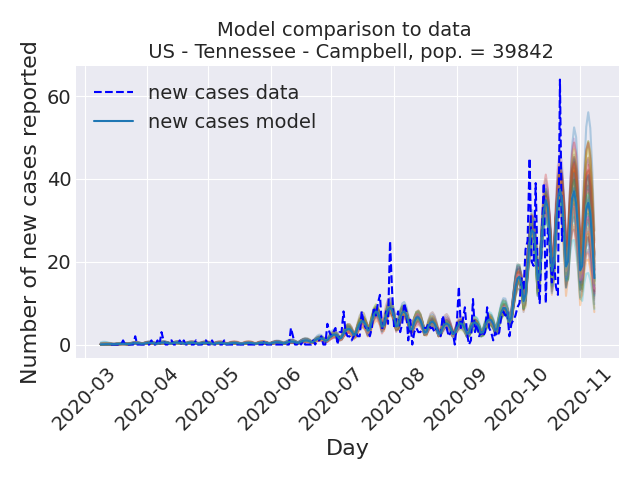 Model comparison to data
US - Tennessee - Campbell, pop. = 39842
Number of new cases reported
60
40
20
0
new cases data
new cases model
2020-03
2020-04
2020-05
2020-06
2020-07
2020-08
2020-09
2020-10
2020-11
Day